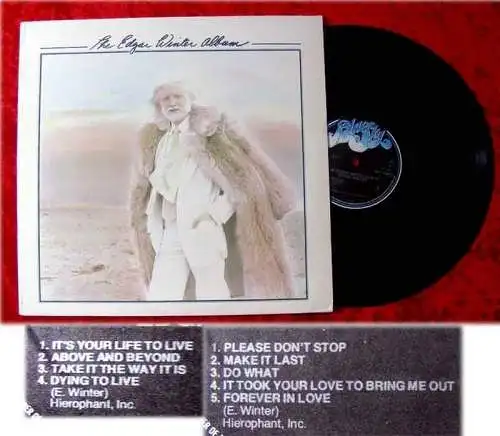 The Edgar Winter Album
Blue Sky
1. IT'S YOUR LIFE TO LIVE
2. ABOVE AND BEYOND
3. TAKE IT THE WAY IT IS
4. DYING TO LIVE
(E. Winter)
Hierophant, Inc.
1. PLEASE DON'T STOP
2. MAKE IT LAST
3. DO WHAT
4. IT TOOK YOUR LOVE TO BRING ME OUT
5. FOREVER IN LOVE
(E. Winter)
Hierophant, Inc.